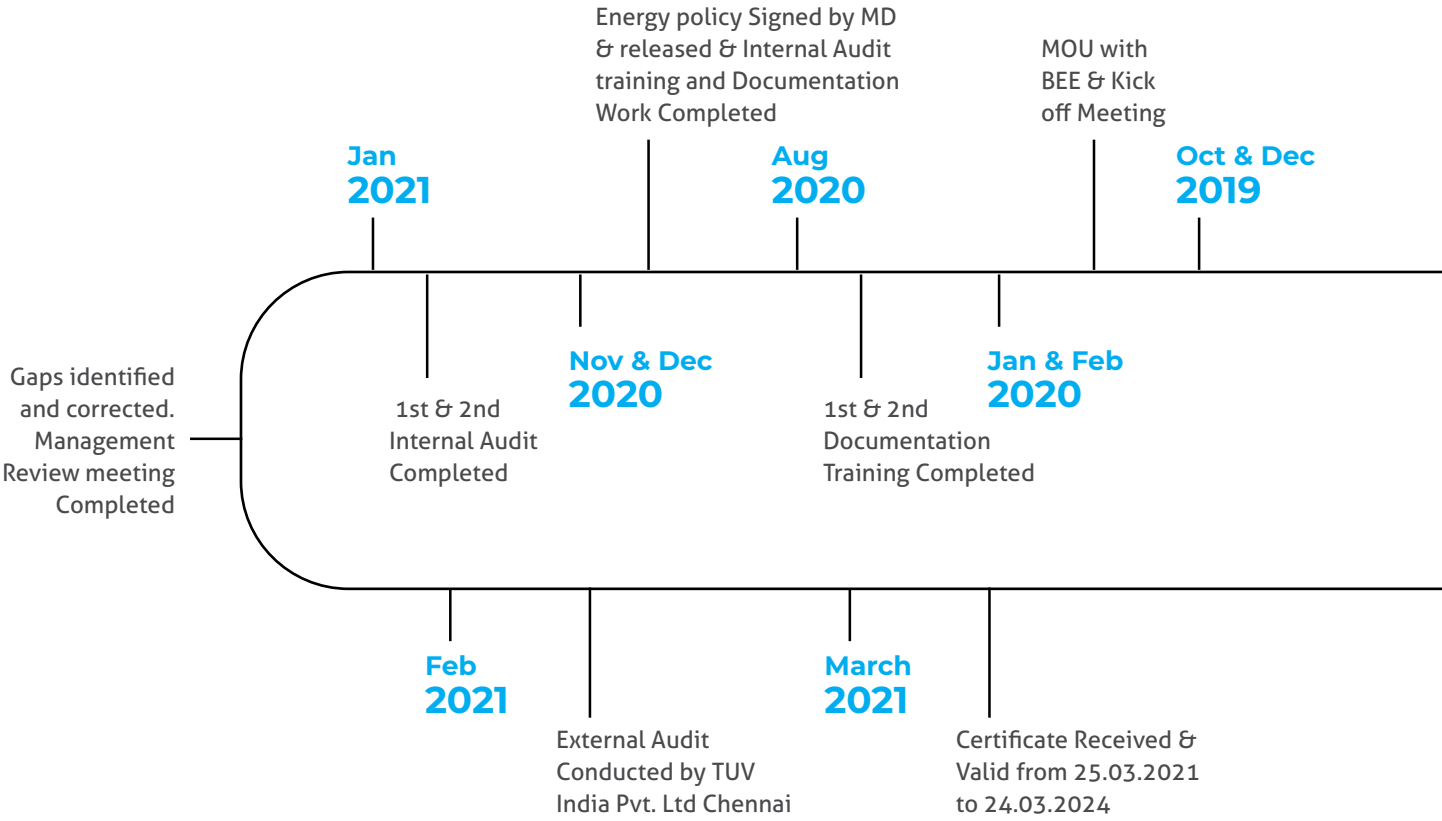 Energy policy Signed by MD
& released & Internal Audit
training and Documentation
Work Completed
MOU with
BEE & Kick
off Meeting
Jan
2021
Aug
2020
Oct & Dec
2019
Nov & Dec
2020
Jan & Feb
2020
Gaps identified
and corrected.
Management
Review meeting
Completed
1st & 2nd
Internal Audit
Completed
1st & 2nd
Documentation
Training Completed
Feb
2021
March
2021
External Audit
Conducted by TUV
India Pvt. Ltd Chennai
Certificate Received &
Valid from 25.03.2021
to 24.03.2024